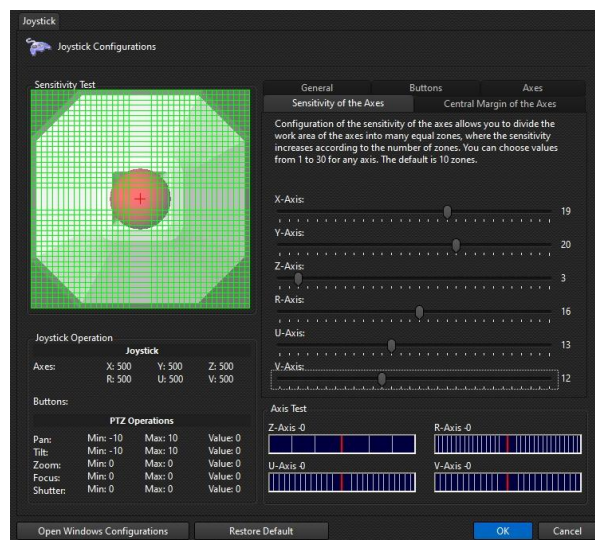 Joystick
Joystick Configurations
Sensitivity Test
General Buttons Axes
Sensitivity of the Axes Central Margin of the Axes
Configuration of the sensitivity of the axes allows you to divide the
work area of the axes into many equal zones, where the sensitivity
increases according to the number of zones. You can choose values
from 1 to 30 for any axis. The default is 10 zones.
X-Axis:
19
Y-Axis:
20
Z-Axis:
3
R-Axis:
16
U-Axis:
13
V-Axis:
12
Joystick Operation
Joystick
Axes: X: 500 Y: 500 Z: 500
R: 500 U: 500 V: 500
Buttons:
PTZ Operations
Pan: Min: -10 Max: 10 Value: 0
Tilt: Min: -10 Max: 10 Value: 0
Zoom: Min: 0 Max: 0 Value: 0
Focus: Min: 0 Max: 0 Value: 0
Shutter: Min: 0 Max: 0 Value: 0
Axis Test
Z-Axis -0 R-Axis -0
U-Axis -0 V-Axis -0
Open Windows Configurations Restore Default OK Cancel